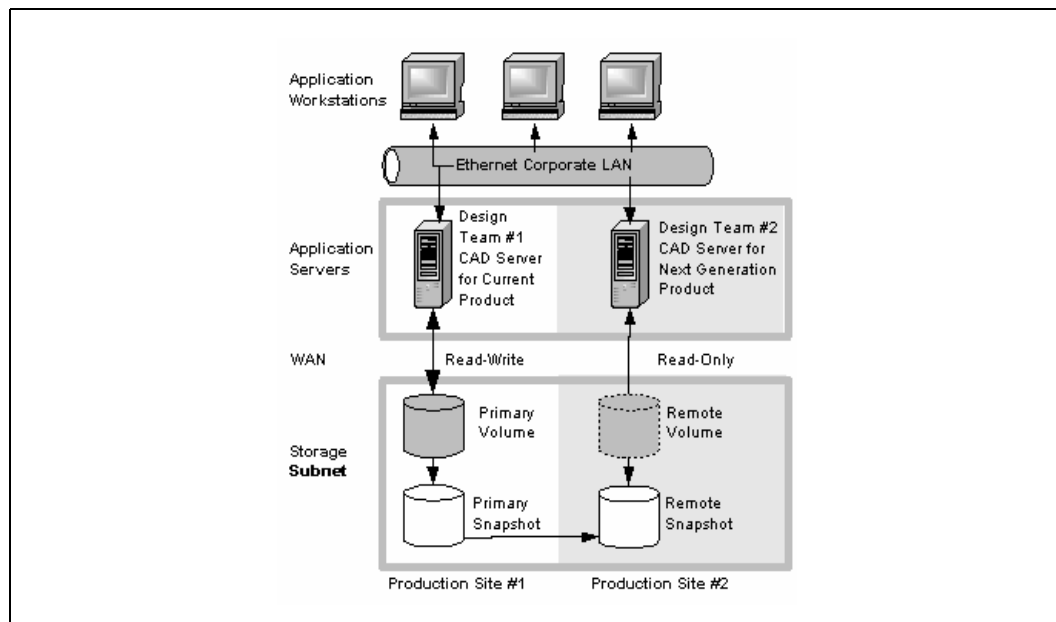 Application
Workstations
Ethernet Corporate LAN
Application
Servers
Design
Team #1
CAD Server
for Current
Product
Design Team #2
CAD Server for
Next Generation
Product
WAN
Read-Write
Read-Only
Storage
Subnet
Primary
Volume
Remote
Volume
Primary
Snapshot
Remote
Snapshot
Production Site #1
Production Site #2